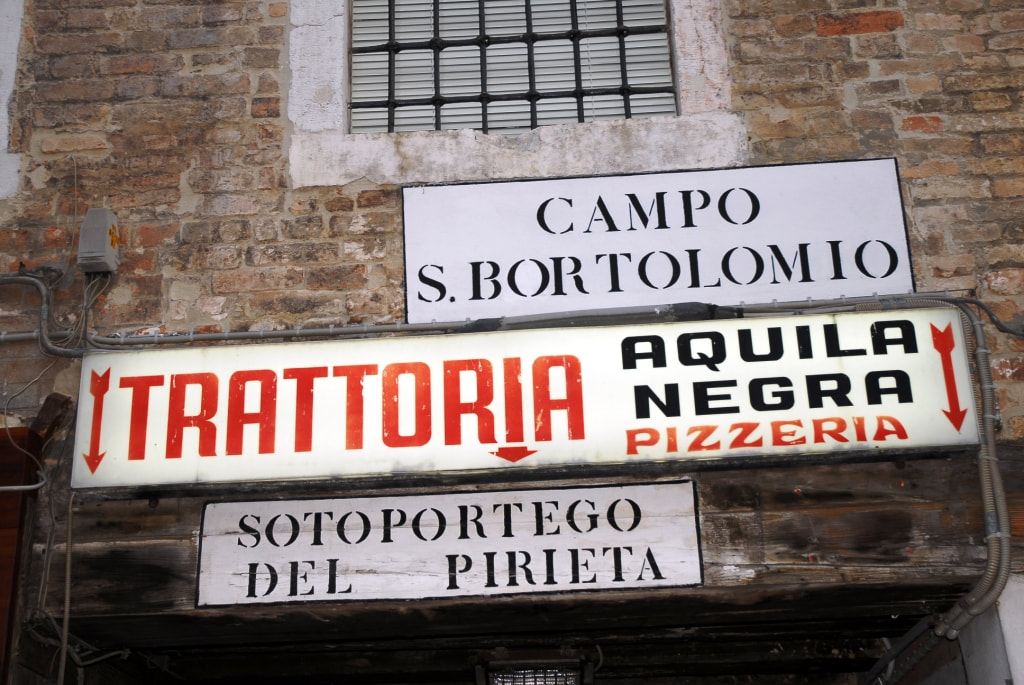 CAMPO
S. BORTOLOMIO
TRATTORIA
AQUILA
NEGRA
PIZZERIA
SOTOPORTEGO
DEL PIRIETA